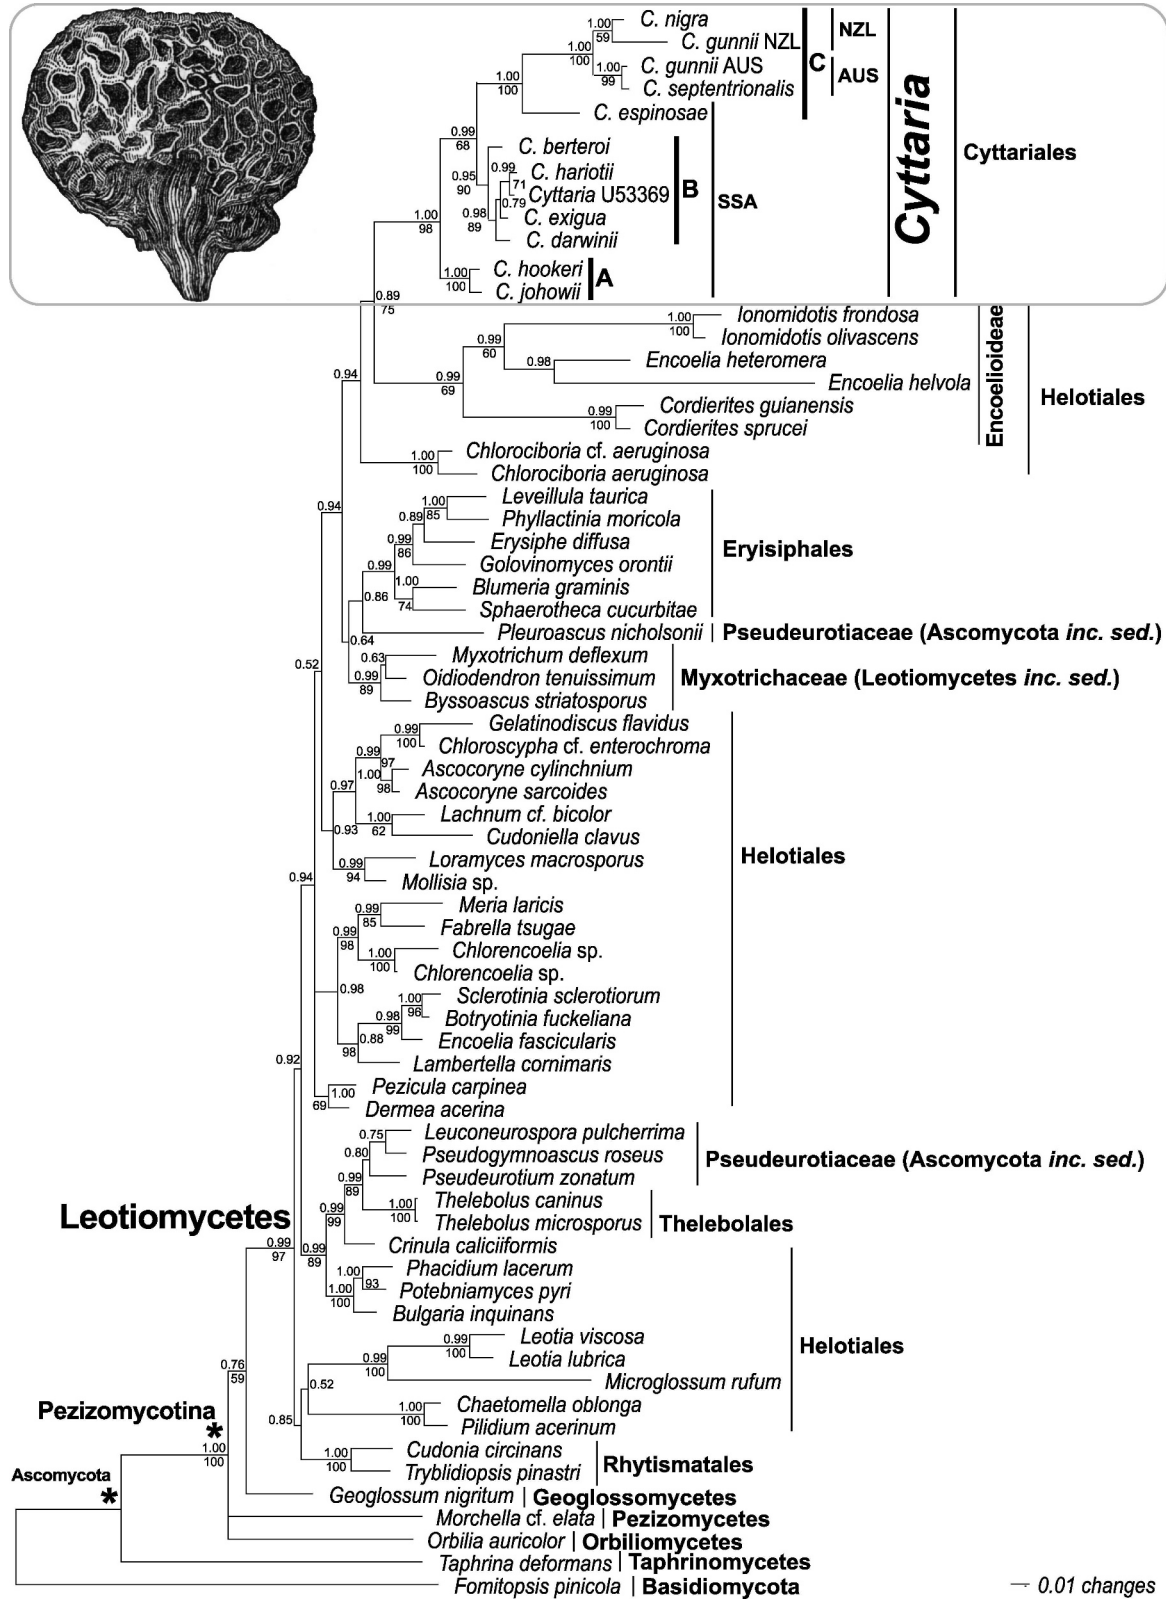 1.00 C. nigra
59 C. gunnii NZL
NZL
1.00
100
1.00 C. gunnii AUS
99 C. septentrionalis
C
AUS
1.00
100
C. espinosae
0.99
68
C. berteroi
0.95
90
0.99 C. hariotii
71
Cyttaria U53369
0.79
C. exigua
0.98
89
C. darwinii
B
SSA
1.00
98
1.00 C. hookeri
100 C. johowii
A
Cyttaria
Cyttariales
0.89
75
1.00 Ionomidotis frondosa
100 Ionomidotis olivascens
0.99
60
0.98 Encoelia heteromera
Encoelia helvola
0.99
69
0.99 Cordierites guianensis
100 Cordierites sprucei
Encoelioideae
Helotiales
0.94
1.00 Chlorociboria cf. aeruginosa
100 Chlorociboria aeruginosa
0.94
1.00 Leveillula taurica
85 Phyllactinia moricola
0.89
Erysiphe diffusa
0.99
86
Golovinomyces orontii
0.99
1.00 Blumeria graminis
74 Sphaerotheca cucurbitae
Eryisiphales
0.86
Pleuroascus nicholsonii
Pseudeurotiaceae (Ascomycota inc. sed.)
0.64
0.63 Myxotrichum deflexum
Oidiodendron tenuissimum
0.99
89
Byssoascus striatosporus
Myxotrichaceae (Leotiomycetes inc. sed.)
0.52
Gelatinodiscus flavidus
0.99
100 Chloroscypha cf. enterochroma
0.99
97
Ascocoryne cylinchnium
1.00
98 Ascocoryne sarcoides
0.97
Lachnum cf. bicolor
1.00
62 Cudoniella clavus
0.93
0.99 Loramyces macrosporus
94 Mollisia sp.
Helotiales
0.94
0.99 Meria laricis
85 Fabrella tsugae
0.99
98
1.00 Chlorencoelia sp.
100 Chlorencoelia sp.
0.98
1.00 Sclerotinia sclerotiorum
96 Botryotinia fuckeliana
0.98
99
Encoelia fascicularis
0.88
98
Lambertella cornimaris
0.92
Pezicula carpinea
1.00
69 Dermea acerina
0.75 Leuconeurospora pulcherrima
Pseudogymnoascus roseus
0.80
Pseudeurotium zonatum
Pseudeurotiaceae (Ascomycota inc. sed.)
0.99
89
1.00 Thelebolus caninus
100 Thelebolus microsporus
Thelebolales
0.99
99
Crinula caliciiformis
Leotiomycetes
0.99
97
0.99
89
1.00 Phacidium lacerum
93 Potebniamyces pyri
1.00
100
Bulgaria inquinans
0.99 Leotia viscosa
100 Leotia lubrica
0.99
100
Microglossum rufum
Helotiales
0.52
1.00 Chaetomella oblonga
100 Pilidium acerinum
0.85
0.76
59
Pezizomycotina
*
1.00
100
1.00 Cudonia circinans
100 Tryblidiopsis pinastri
Rhytismatales
Ascomycota
*
Geoglossum nigritum Geoglossomycetes
Morchella cf. elata Pezizomycetes
Orbilia auricolor Orbiliomycetes
Taphrina deformans Taphrinomycetes
Fomitopsis pinicola Basidiomycota
0.01 changes